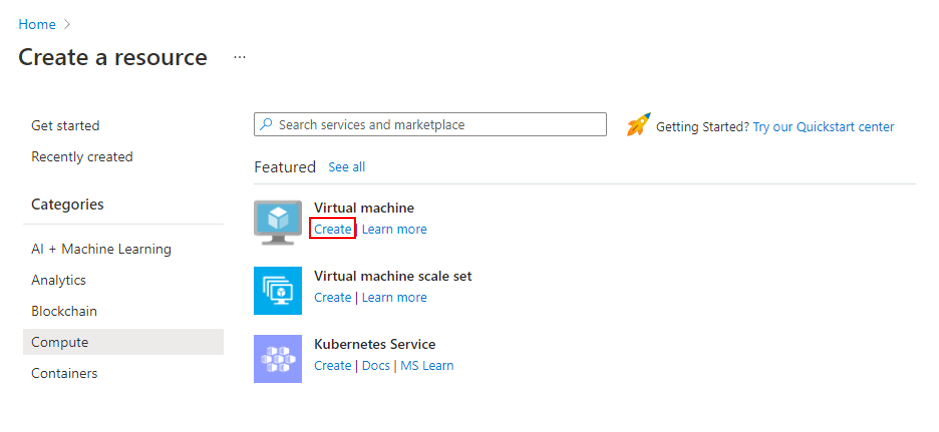 Home >
Create a resource ...
Get started
Recently created
Categories
AI + Machine Learning
Analytics
Blockchain
Compute
Containers
Search services and marketplace
Getting Started? Try our Quickstart center
Featured See all
Virtual machine
Create | Learn more
Virtual machine scale set
Create | Learn more
Kubernetes Service
Create | Docs | MS Learn